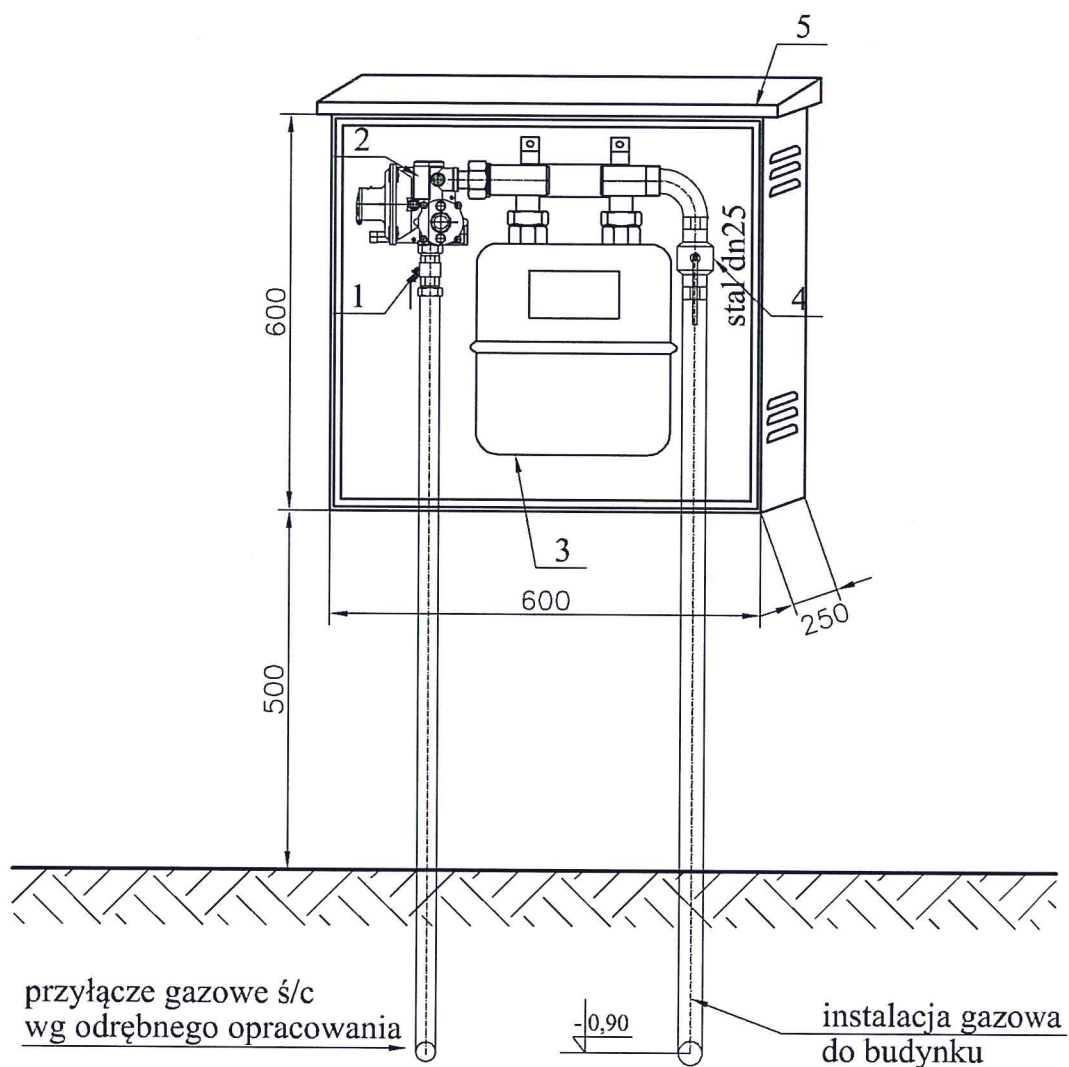 5
2
1
stal dn25
4
600
3
600
250
500
przyłącze gazowe ś/c
wg odrębnego opracowania
-0,90
instalacja gazowa
do budynku